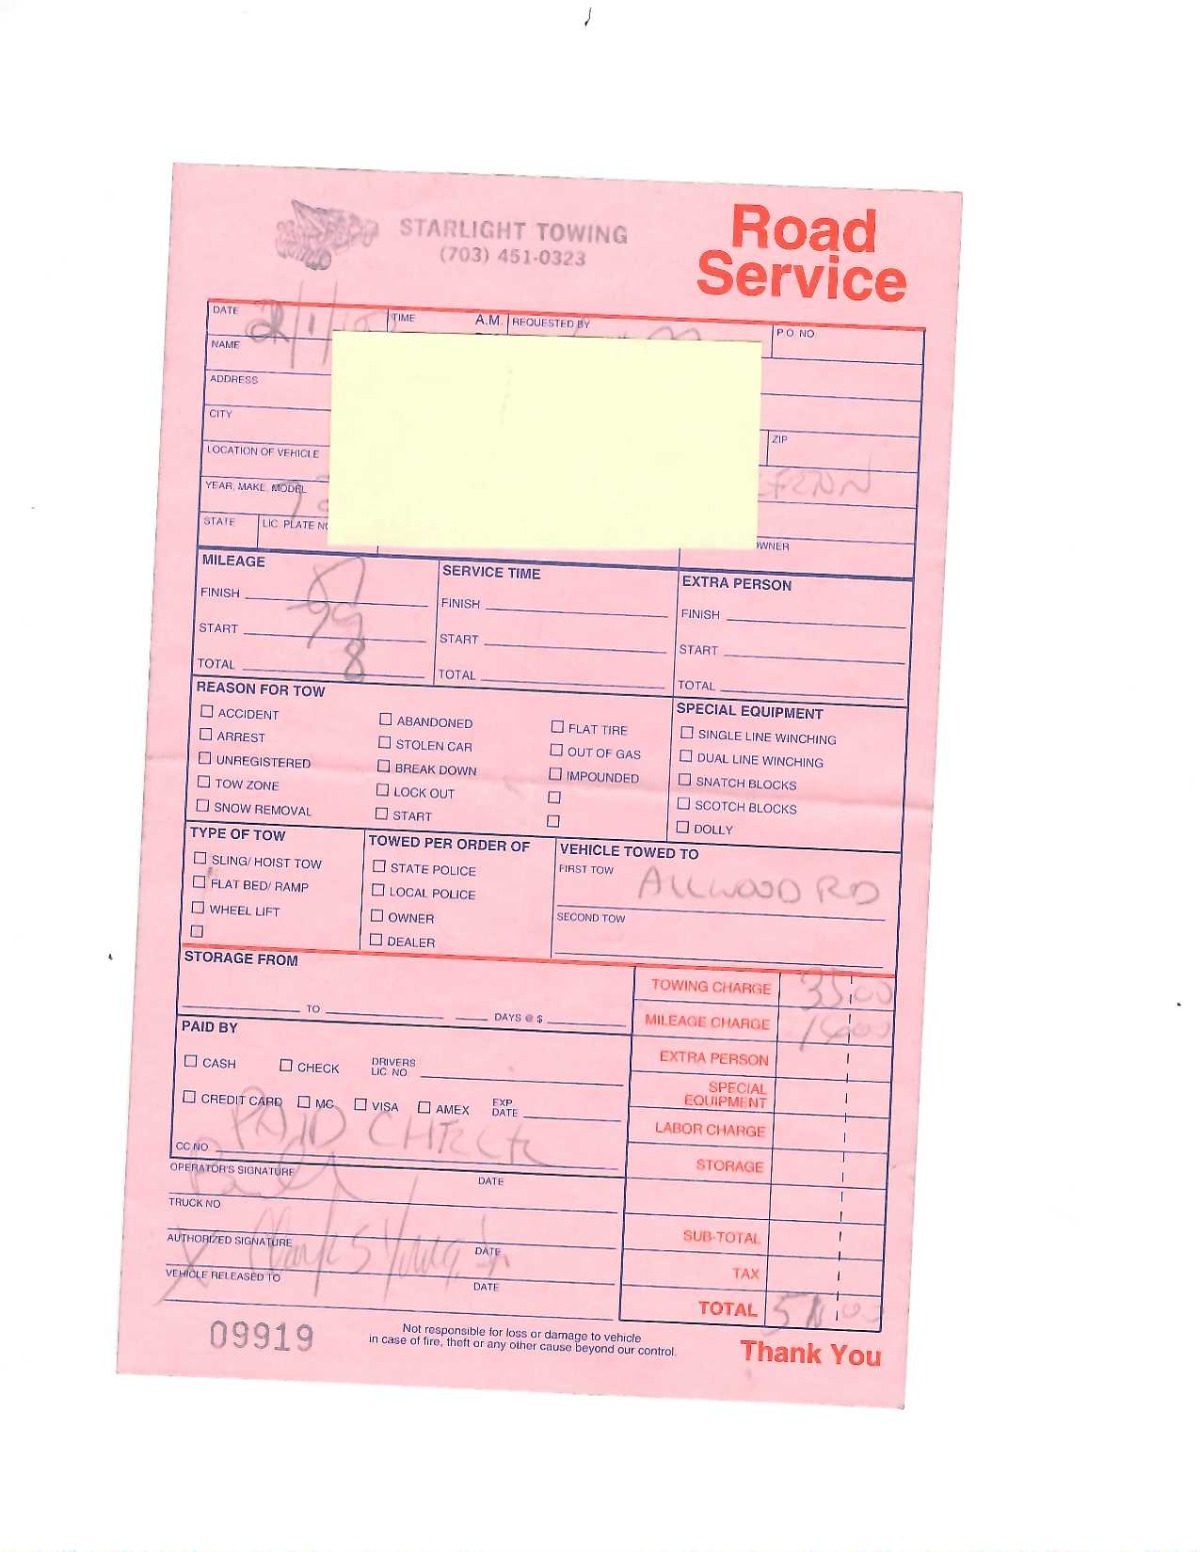 STARLIGHT TOWING
(703) 451-0323
Road
Service
DATE 2/1/ TIME A.M. REQUESTED BY P.O. NO.
NAME
ADDRESS
CITY ZIP
LOCATION OF VEHICLE
YEAR, MAKE, MODEL
STATE LIC. PLATE NO OWNER
MILEAGE SERVICE TIME EXTRA PERSON
FINISH FINISH FINISH
START 99 START START
TOTAL 8 TOTAL TOTAL
REASON FOR TOW SPECIAL EQUIPMENT
ACCIDENT ABANDONED FLAT TIRE SINGLE LINE WINCHING
ARREST STOLEN CAR OUT OF GAS DUAL LINE WINCHING
UNREGISTERED BREAK DOWN IMPOUNDED SNATCH BLOCKS
TOW ZONE LOCK OUT SCOTCH BLOCKS
SNOW REMOVAL START DOLLY
TYPE OF TOW TOWED PER ORDER OF VEHICLE TOWED TO
SLING/ HOIST TOW STATE POLICE FIRST TOW ALLWOOD RD
FLAT BED/ RAMP LOCAL POLICE
WHEEL LIFT OWNER SECOND TOW
DEALER
STORAGE FROM
TO DAYS @ $
TOWING CHARGE 35 00
MILEAGE CHARGE 16 00
PAID BY
EXTRA PERSON
CASH CHECK DRIVERS LIC. NO.
SPECIAL EQUIPMENT
CREDIT CARD MC VISA AMEX EXP. DATE
LABOR CHARGE
PAID CHECK
CC NO.
STORAGE
OPERATOR'S SIGNATURE DATE
TRUCK NO
SUB-TOTAL
AUTHORIZED SIGNATURE DATE
X
TAX
VEHICLE RELEASED TO DATE
TOTAL 51 00
09919
Not responsible for loss or damage to vehicle
in case of fire, theft or any other cause beyond our control.
Thank You